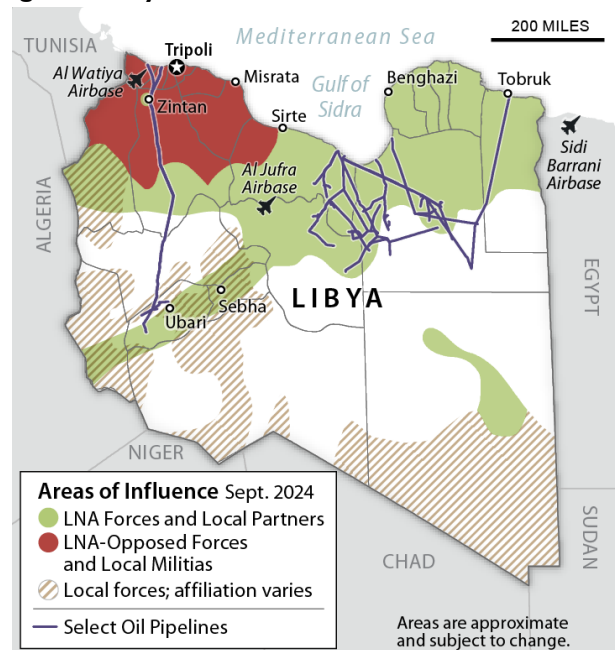 200 MILES
TUNISIA
Mediterranean Sea
Tripoli
Al Watiya
Airbase
Misrata
Gulf of
Sidra
Benghazi
Tobruk
Zintan
Sirte
Sidi
Barrani
Airbase
Al Jufra
Airbase
ALGERIA
EGYPT
LIBYA
Sebha
Ubari
NIGER
CHAD
SUDAN
Areas of Influence Sept. 2024
LNA Forces and Local Partners
LNA-Opposed Forces
and Local Militias
Local forces; affiliation varies
Select Oil Pipelines
Areas are approximate
and subject to change.